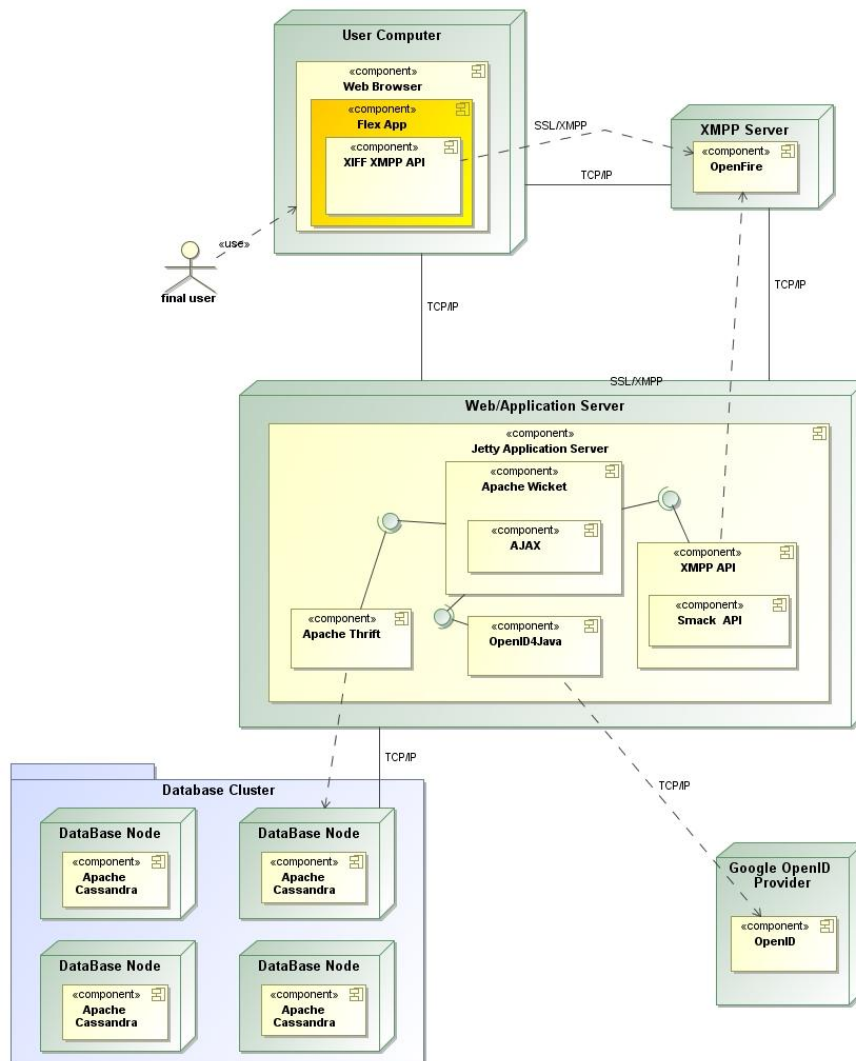 User Computer
«component»
Web Browser
«component»
Flex App
«component»
XIFF XMPP API
SSL/XMPP
XMPP Server
«component»
OpenFire
TCP/IP
«use»
final user
TCP/IP
TCP/IP
SSL/XMPP
Web/Application Server
«component»
Jetty Application Server
«component»
Apache Wicket
AJAX
«component»
XMPP API
Smack API
«component»
Apache Thrift
«component»
OpenID4Java
TCP/IP
TCP/IP
Database Cluster
DataBase Node
«component»
Apache
Cassandra
DataBase Node
«component»
Apache
Cassandra
DataBase Node
«component»
Apache
Cassandra
DataBase Node
«component»
Apache
Cassandra
Google OpenID
Provider
«component»
OpenID